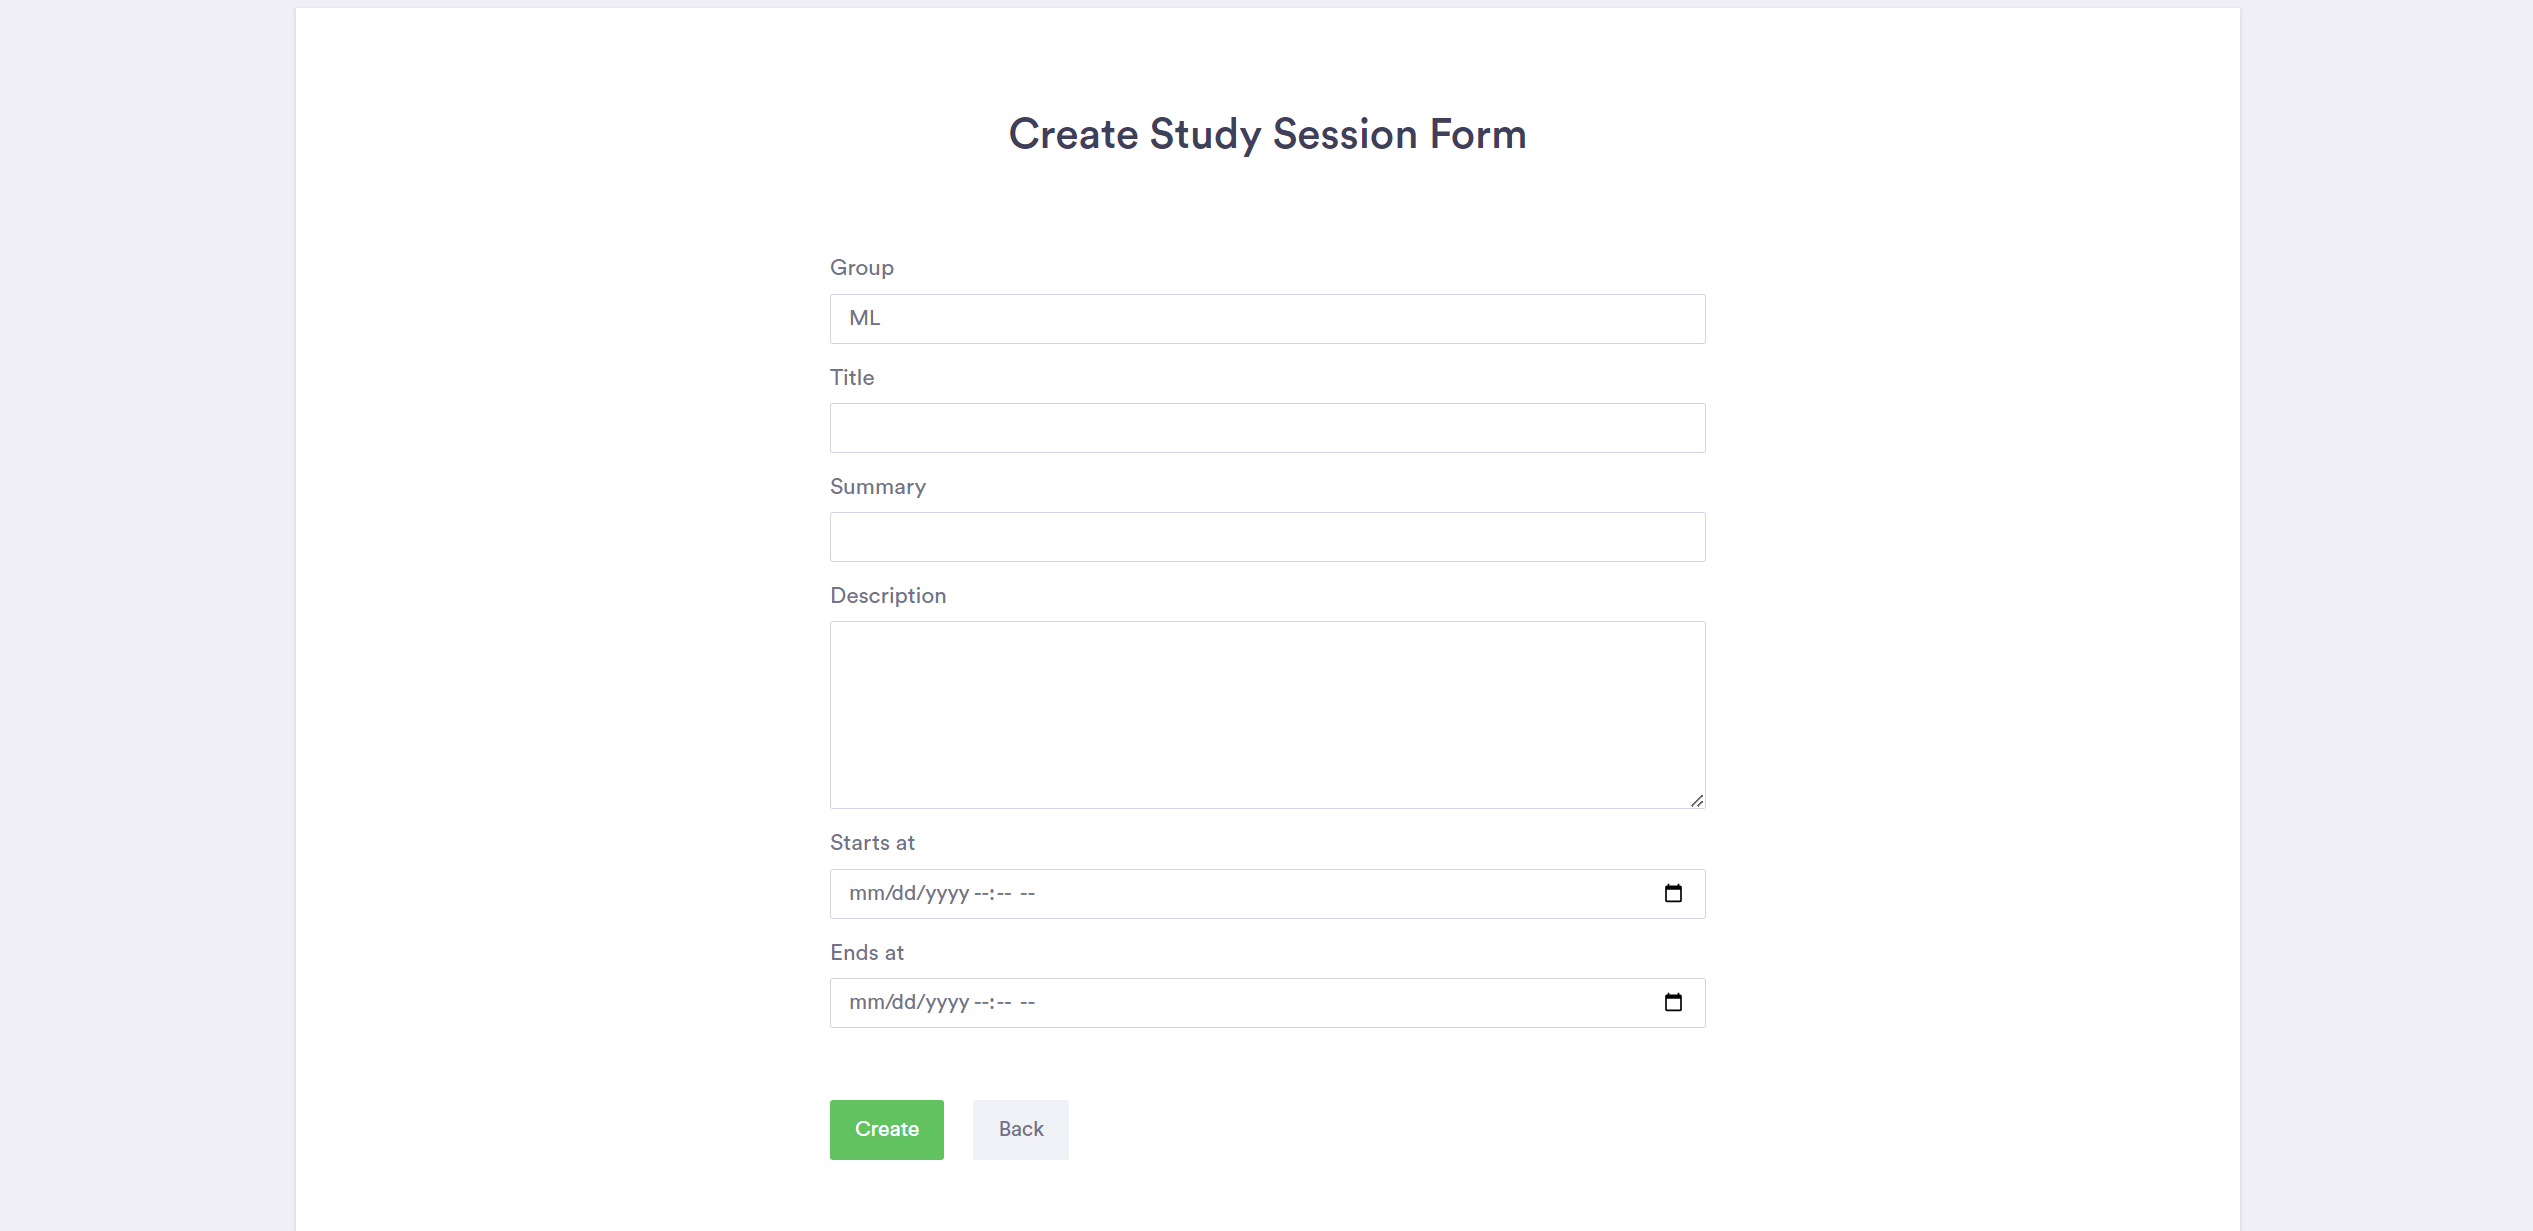 Create Study Session Form
Group
ML
Title
Summary
Description
Starts at
mm/dd/yyyy --:-- --
Ends at
mm/dd/yyyy --:-- --
Create
Back